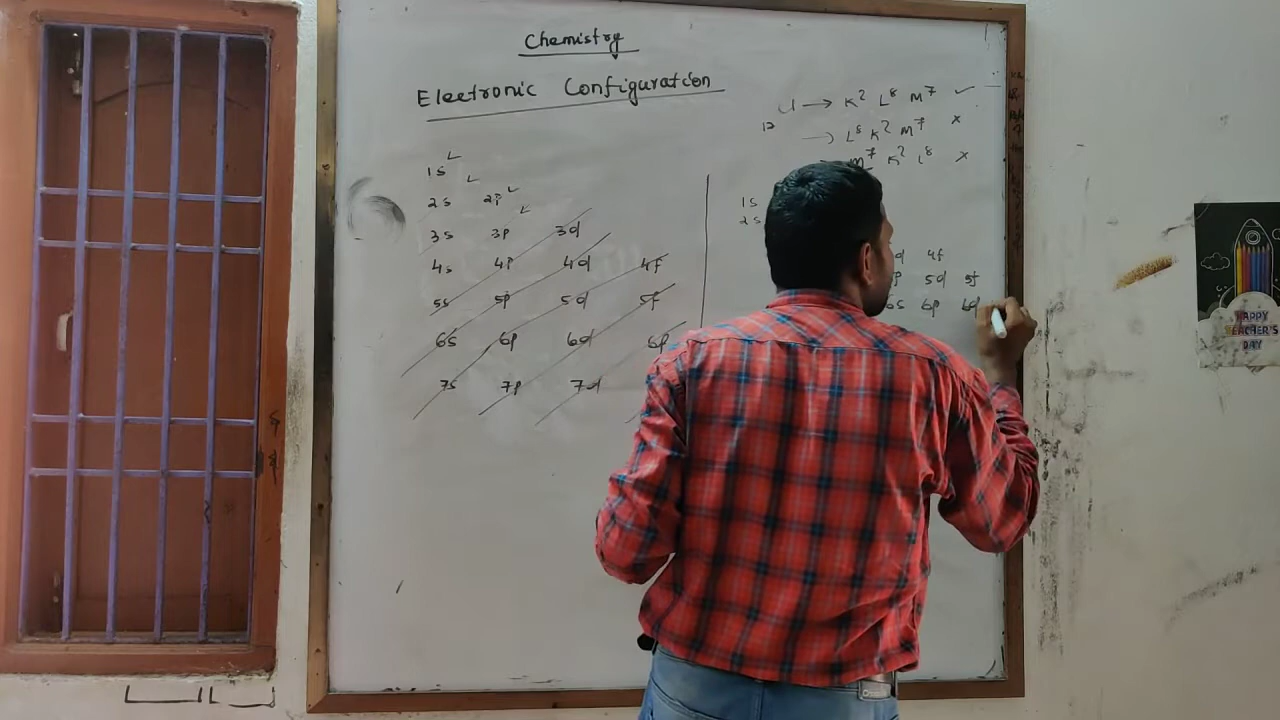 Chemistry
Electronic Configuration
Cl → K² L⁸ M⁷ ✓
→ L⁸ K² M⁷ ×
M⁷ K² L⁸ ×
1s
2s 2p
3s 3p 3d
4s 4p 4d 4f
5s 5p 5d 5f
6s 6p 6d 6p
7s 7p 7d
1s
2s
d 4f
p 5d 5f
6s 6p 6d
HAPPY
TEACHER'S
DAY